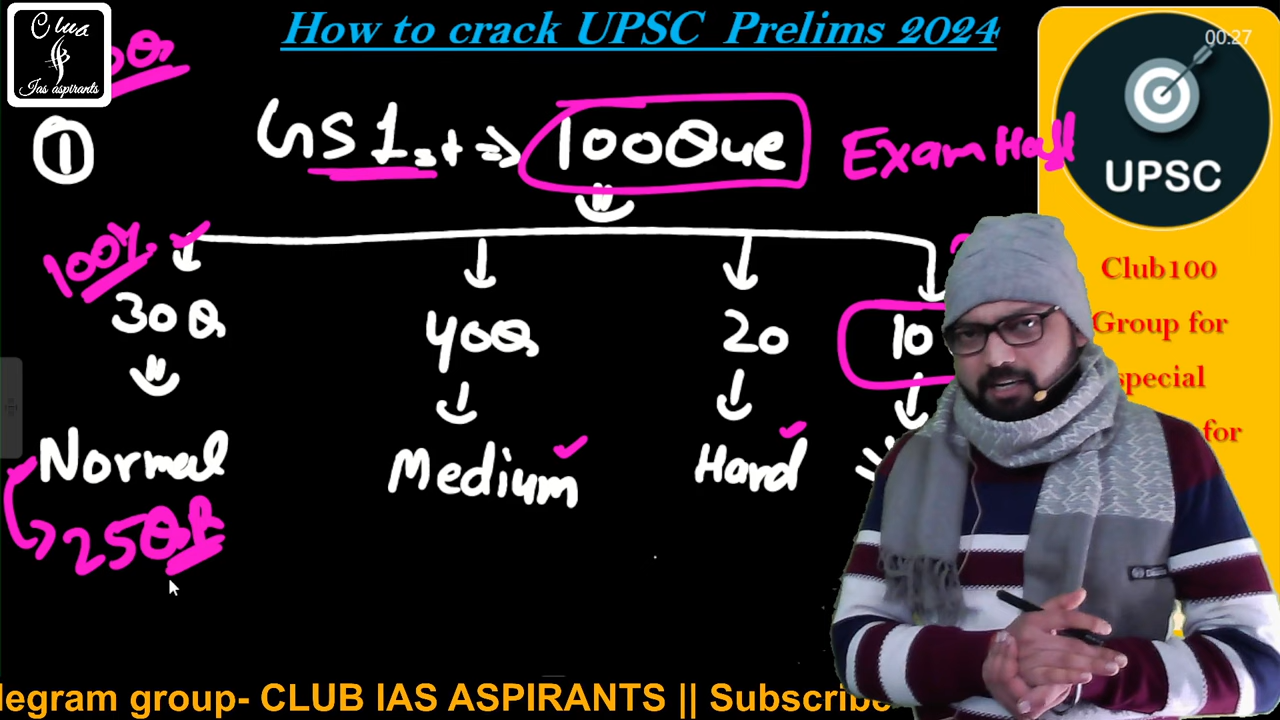 Club
Ias aspirants
How to crack UPSC Prelims 2024
00:27
① GS 1st ⇒ 100Que
Exam Hall
UPSC
100%
30Q 40Q 20 10
Normal Medium Hard
25Q
Club100
Group for
special
for
legram group- CLUB IAS ASPIRANTS || Subscribe